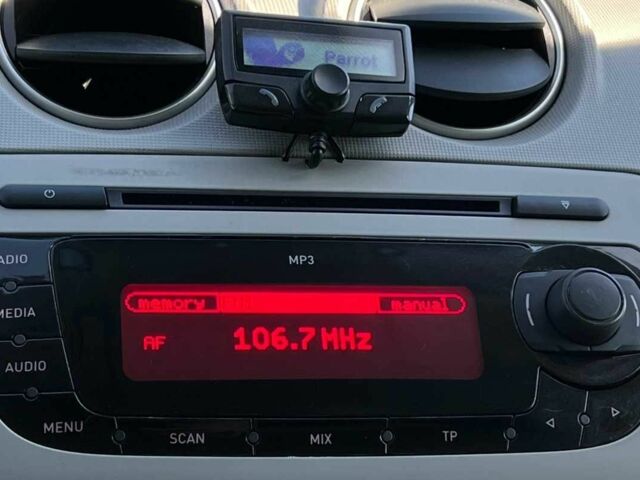 Parrot
MP3
ADIO
MEDIA
AUDIO
MENU
memory
manual
AF
106.7 MHz
SCAN
MIX
TP